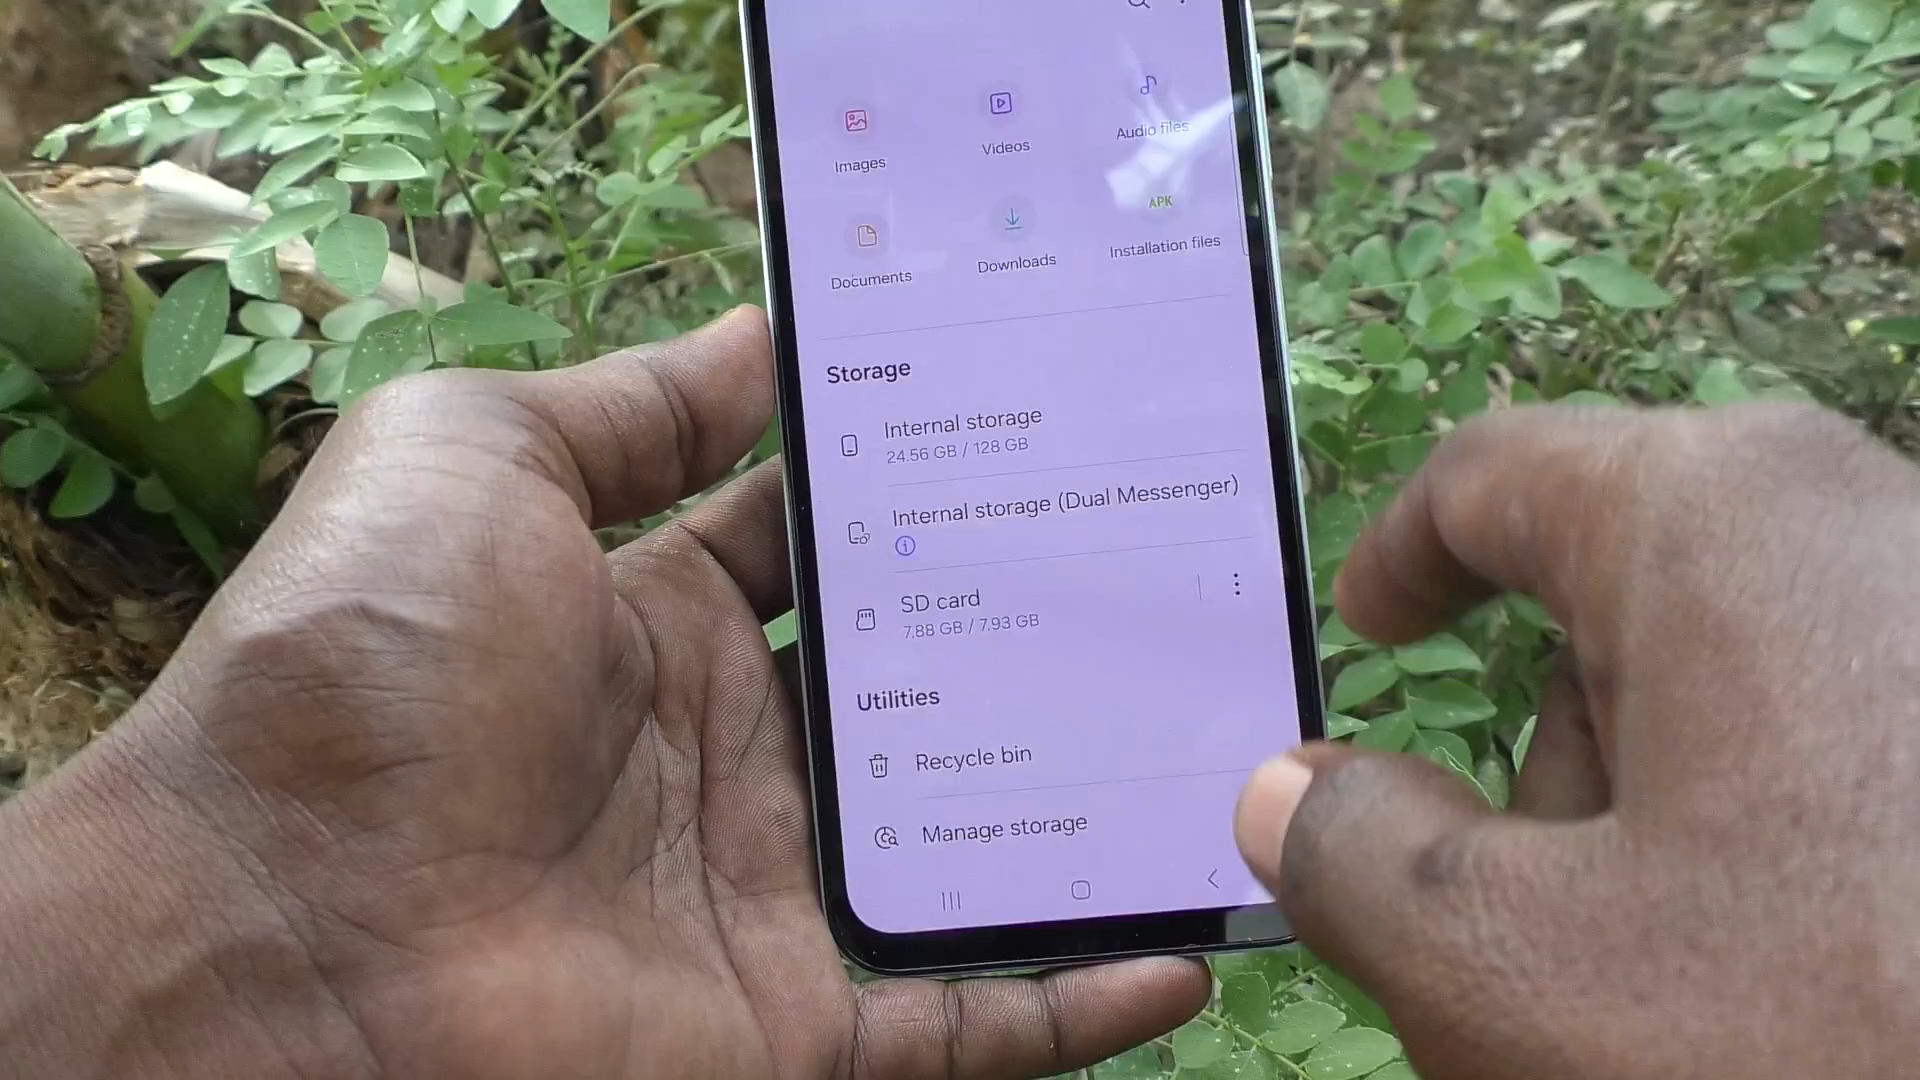 Images
Videos
Audio files
Documents
Downloads
APK
Installation files
Storage
Internal storage
24.56 GB / 128 GB
Internal storage (Dual Messenger)
SD card
7.88 GB / 7.93 GB
Utilities
Recycle bin
Manage storage